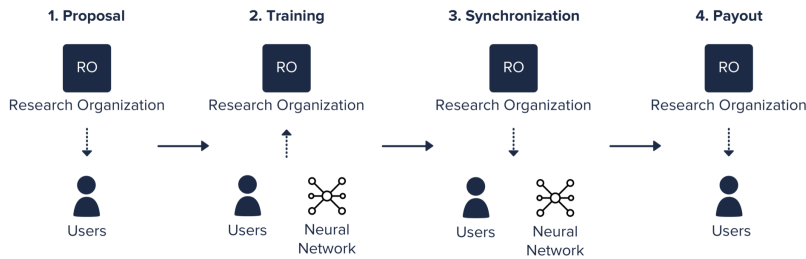 1. Proposal
2. Training
3. Synchronization
4. Payout
RO
RO
RO
RO
Research Organization
Research Organization
Research Organization
Research Organization
Users
Users
Neural
Network
Users
Neural
Network
Users